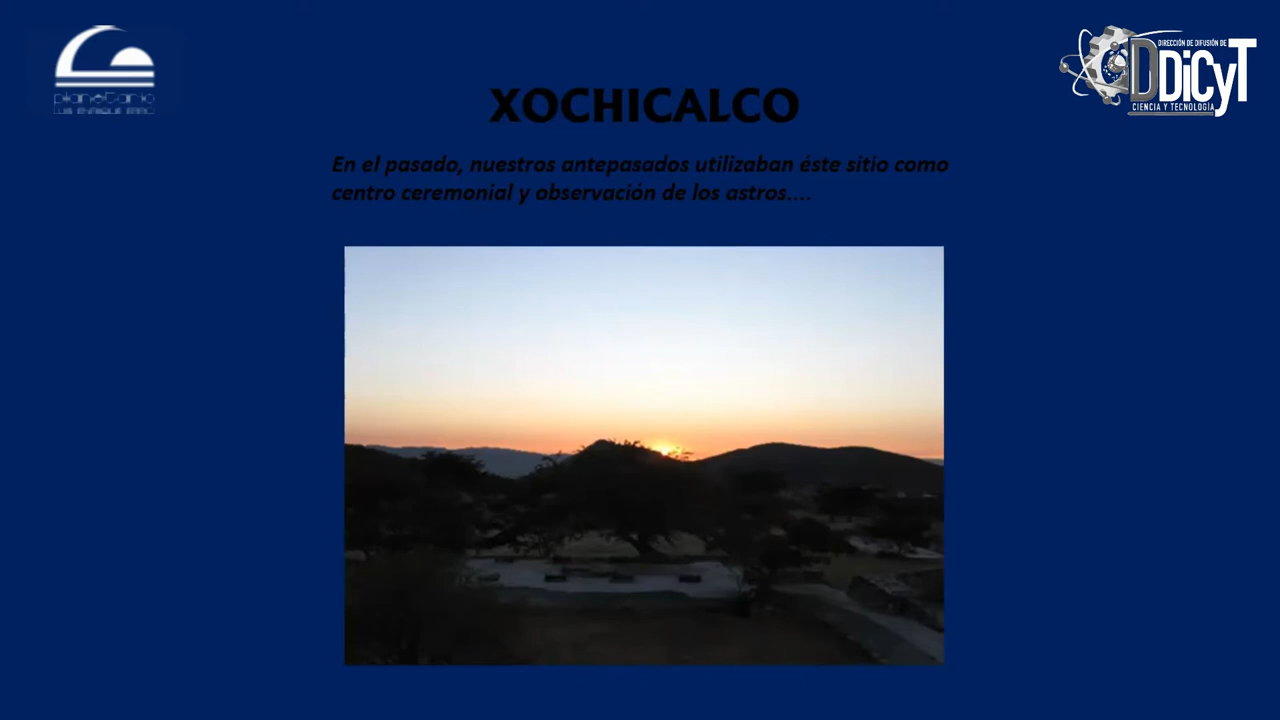 planetario
DIRECCIÓN DE DIFUSIÓN DE
DDiCyT
CIENCIA Y TECNOLOGÍA
XOCHICALCO
En el pasado, nuestros antepasados utilizaban éste sitio como
centro ceremonial y observación de los astros....